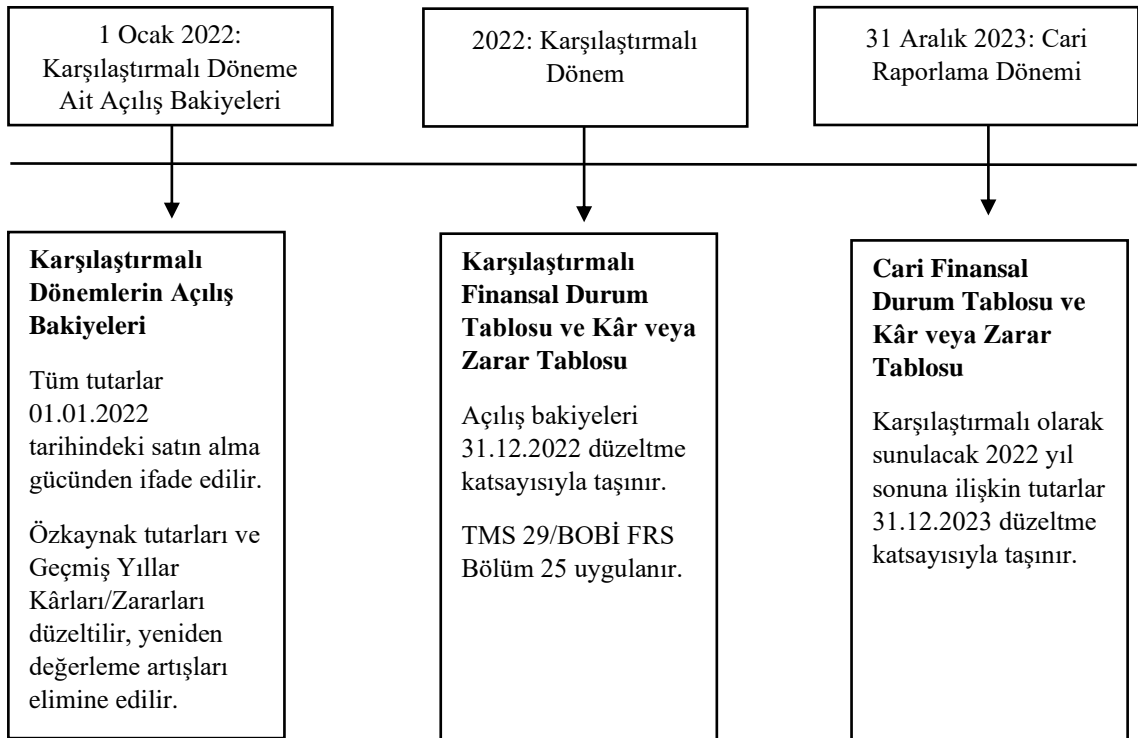 1 Ocak 2022:
Karşılaştırmalı Döneme
Ait Açılış Bakiyeleri
2022: Karşılaştırmalı
Dönem
31 Aralık 2023: Cari
Raporlama Dönemi
Karşılaştırmalı
Dönemlerin Açılış
Bakiyeleri
Tüm tutarlar
01.01.2022
tarihindeki satın alma
gücünden ifade edilir.
Özkaynak tutarları ve
Geçmiş Yıllar
Kârları/Zararları
düzeltilir, yeniden
değerleme artışları
elimine edilir.
Karşılaştırmalı
Finansal Durum
Tablosu ve Kâr veya
Zarar Tablosu
Açılış bakiyeleri
31.12.2022 düzeltme
katsayısıyla taşınır.
TMS 29/BOBİ FRS
Bölüm 25 uygulanır.
Cari Finansal
Durum Tablosu ve
Kâr veya Zarar
Tablosu
Karşılaştırmalı olarak
sunulacak 2022 yıl
sonuna ilişkin tutarlar
31.12.2023 düzeltme
katsayısıyla taşınır.